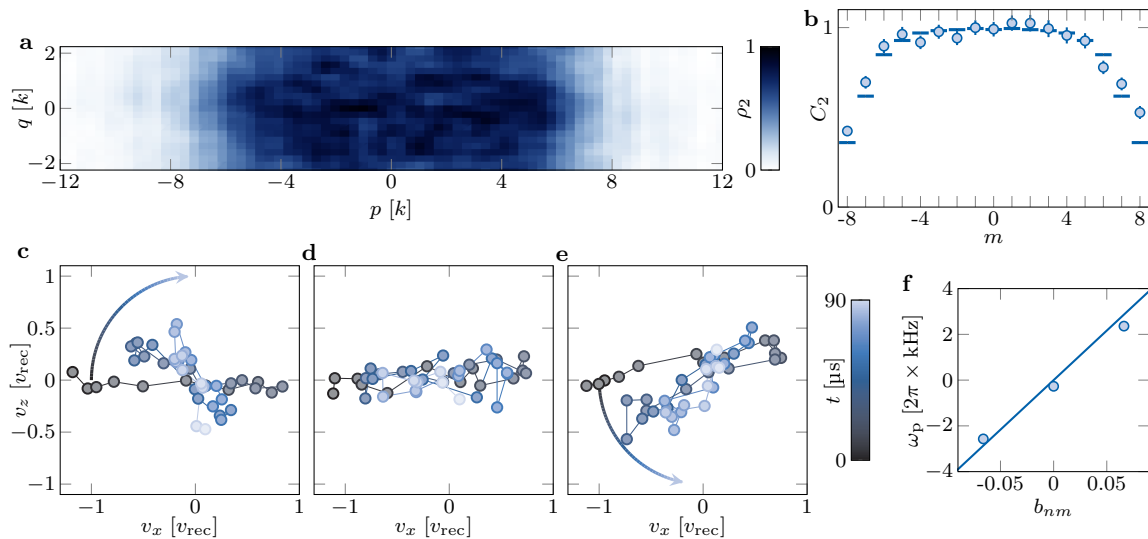 a
2
0
−2
q [k]
−12
−8
−4
0
4
8
12
p [k]
1
0
ρ2
b
1
0
C2
-8
-4
0
4
8
m
c
1
0.5
0
−0.5
−1
vz [vrec]
−1
0
1
vx [vrec]
d
−1
0
1
vx [vrec]
e
−1
0
1
vx [vrec]
90
0
t [µs]
f
4
2
0
−2
−4
ωp [2π × kHz]
-0.05
0
0.05
bnm